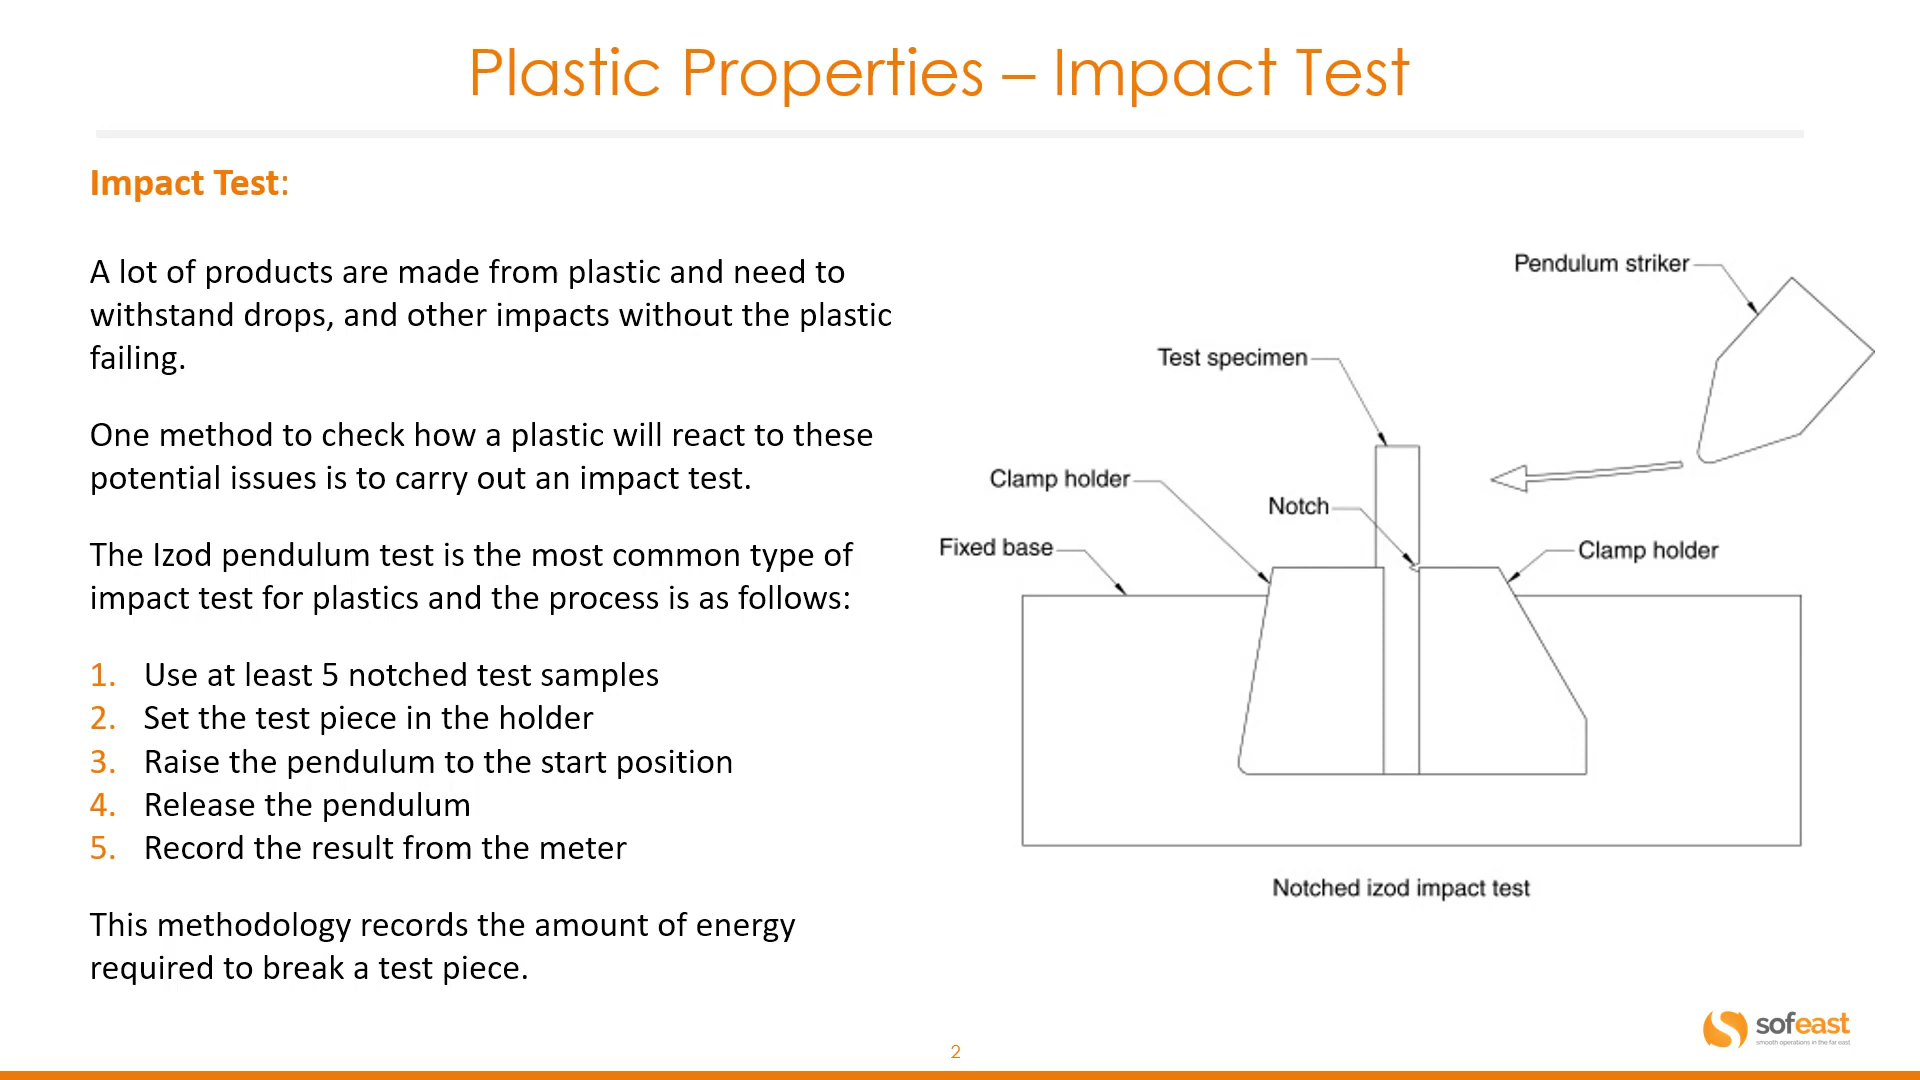 Plastic Properties – Impact Test
Impact Test:
A lot of products are made from plastic and need to
withstand drops, and other impacts without the plastic
failing.
One method to check how a plastic will react to these
potential issues is to carry out an impact test.
The Izod pendulum test is the most common type of
impact test for plastics and the process is as follows:
1. Use at least 5 notched test samples
2. Set the test piece in the holder
3. Raise the pendulum to the start position
4. Release the pendulum
5. Record the result from the meter
This methodology records the amount of energy
required to break a test piece.
Pendulum striker
Test specimen
Clamp holder
Notch
Fixed base
Clamp holder
Notched izod impact test
sofeast
smooth operations in the far east
2